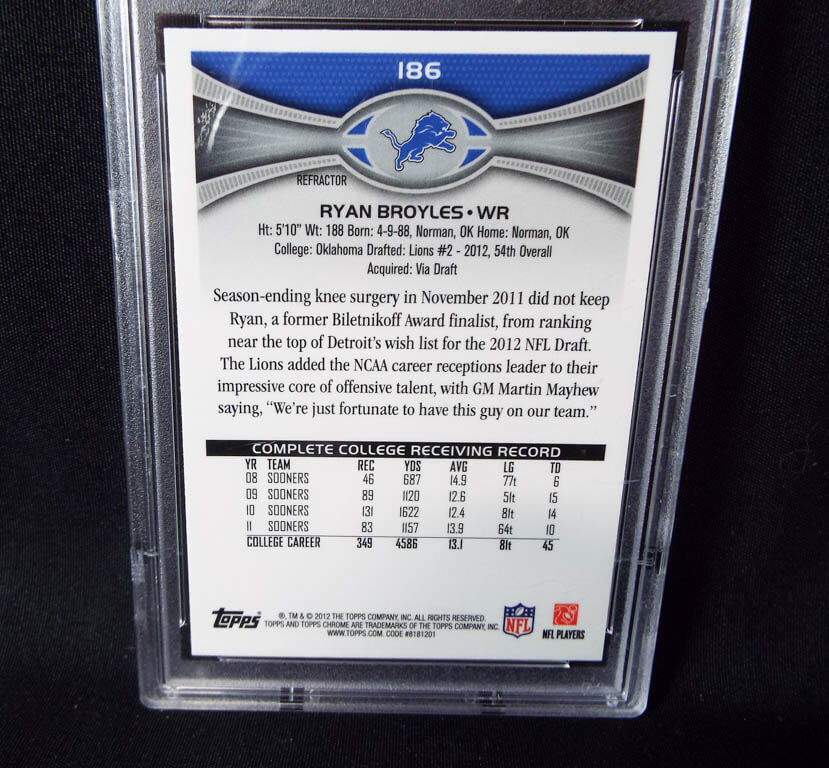 186
REFRACTOR
RYAN BROYLES • WR
Ht: 5'10" Wt: 188 Born: 4-9-88, Norman, OK Home: Norman, OK
College: Oklahoma Drafted: Lions #2 - 2012, 54th Overall
Acquired: Via Draft
Season-ending knee surgery in November 2011 did not keep
Ryan, a former Biletnikoff Award finalist, from ranking
near the top of Detroit's wish list for the 2012 NFL Draft.
The Lions added the NCAA career receptions leader to their
impressive core of offensive talent, with GM Martin Mayhew
saying, “We're just fortunate to have this guy on our team.”
COMPLETE COLLEGE RECEIVING RECORD
YR TEAM REC YDS AVG LG TD
08 SOONERS 46 687 14.9 77t 6
09 SOONERS 89 1120 12.6 51t 15
10 SOONERS 131 1622 12.4 81t 14
11 SOONERS 83 1157 13.9 64t 10
COLLEGE CAREER 349 4586 13.1 81t 45
Topps
®, TM & © 2012 THE TOPPS COMPANY, INC. ALL RIGHTS RESERVED.
TOPPS AND TOPPS CHROME ARE TRADEMARKS OF THE TOPPS COMPANY, INC.
WWW.TOPPS.COM. CODE #8181201
NFL
NFL PLAYERS